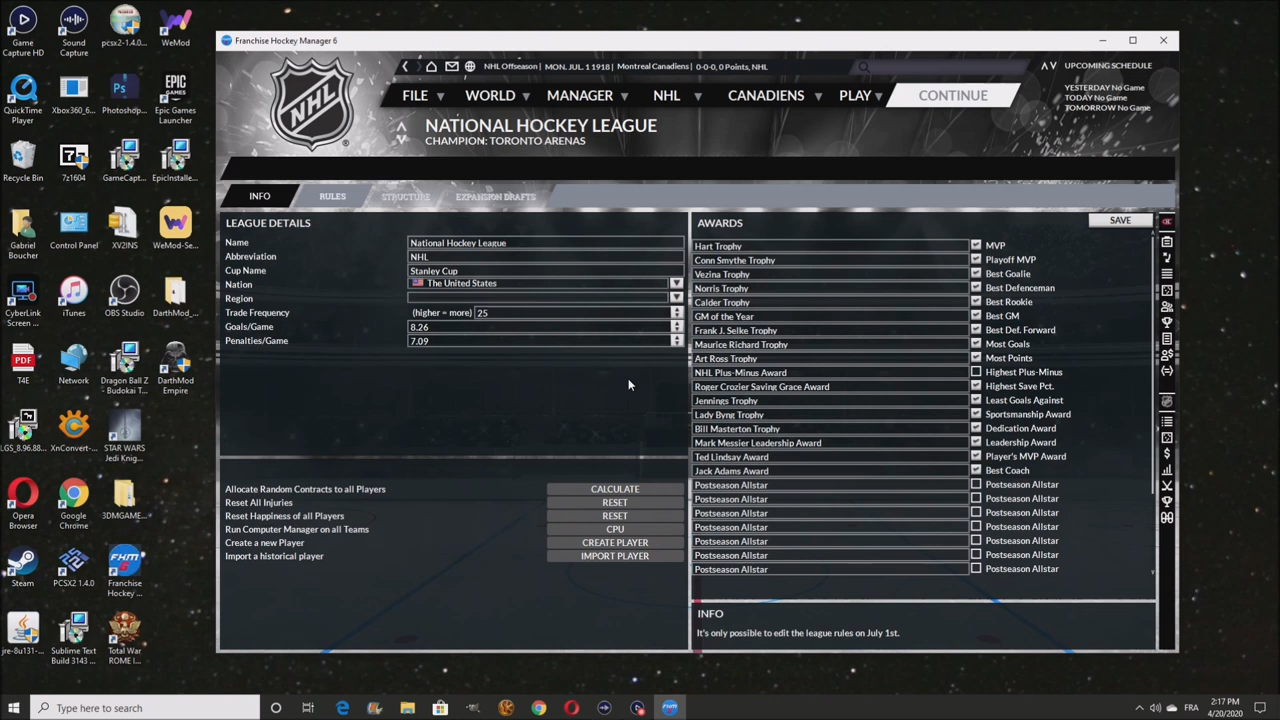 Game Capture HD
Sound Capture
pcsx2-1.4.0...
WeMod
QuickTime Player
Xbox360_6...
Photoshop...
Epic Games Launcher
Recycle Bin
7z1604
GameCapt...
EpicInstalle...
Gabriel Boucher
Control Panel
XV2INS
WeMod-Se...
CyberLink Screen ...
iTunes
OBS Studio
DarthMod_...
T4E
Network
Dragon Ball Z - Budokai T...
DarthMod Empire
LGS_8.96.88...
XnConvert-...
STAR WARS Jedi Knig...
Opera Browser
Google Chrome
3DMGAME...
Steam
PCSX2 1.4.0
Franchise Hockey ...
jre-8u131-...
Sublime Text Build 3143 ...
Total War ROME I...
Franchise Hockey Manager 6
NHL Offseason | MON. JUL. 1 1918 | Montreal Canadiens | 0-0-0, 0 Points, NHL
UPCOMING SCHEDULE
YESTERDAY No Game
TODAY No Game
TOMORROW No Game
FILE WORLD MANAGER NHL CANADIENS PLAY CONTINUE
NHL
NATIONAL HOCKEY LEAGUE
CHAMPION: TORONTO ARENAS
INFO RULES STRUCTURE EXPANSION DRAFTS
LEAGUE DETAILS
Name National Hockey League
Abbreviation NHL
Cup Name Stanley Cup
Nation The United States
Region
Trade Frequency (higher = more) 25
Goals/Game 8.26
Penalties/Game 7.09
Allocate Random Contracts to all Players CALCULATE
Reset All Injuries RESET
Reset Happiness of all Players RESET
Run Computer Manager on all Teams CPU
Create a new Player CREATE PLAYER
Import a historical player IMPORT PLAYER
AWARDS SAVE
Hart Trophy MVP
Conn Smythe Trophy Playoff MVP
Vezina Trophy Best Goalie
Norris Trophy Best Defenceman
Calder Trophy Best Rookie
GM of the Year Best GM
Frank J. Selke Trophy Best Def. Forward
Maurice Richard Trophy Most Goals
Art Ross Trophy Most Points
NHL Plus-Minus Award Highest Plus-Minus
Roger Crozier Saving Grace Award Highest Save Pct.
Jennings Trophy Least Goals Against
Lady Byng Trophy Sportsmanship Award
Bill Masterton Trophy Dedication Award
Mark Messier Leadership Award Leadership Award
Ted Lindsay Award Player's MVP Award
Jack Adams Award Best Coach
Postseason Allstar Postseason Allstar
Postseason Allstar Postseason Allstar
Postseason Allstar Postseason Allstar
Postseason Allstar Postseason Allstar
Postseason Allstar Postseason Allstar
Postseason Allstar Postseason Allstar
Postseason Allstar Postseason Allstar
INFO
It's only possible to edit the league rules on July 1st.
Type here to search
FRA
2:17 PM
4/20/2020